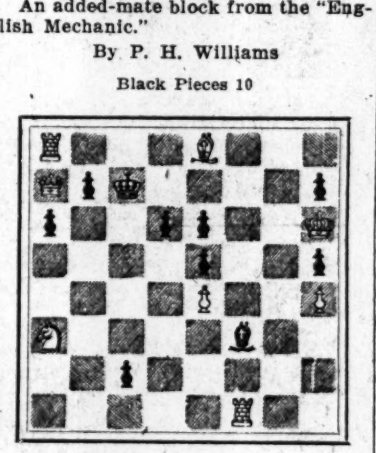 An added-mate block from the “Eng-
lish Mechanic.”
By P. H. Williams
Black Pieces 10